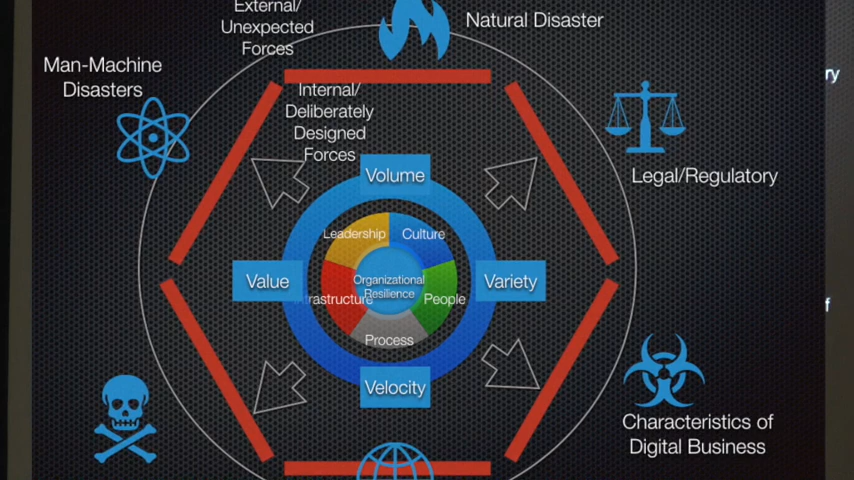 External/
Unexpected
Forces
Natural Disaster
Man-Machine
Disasters
Internal/
Deliberately
Designed
Forces
Legal/Regulatory
Volume
Leadership
Culture
Value
Organizational
Resilience
Variety
People
Process
Velocity
Characteristics of
Digital Business